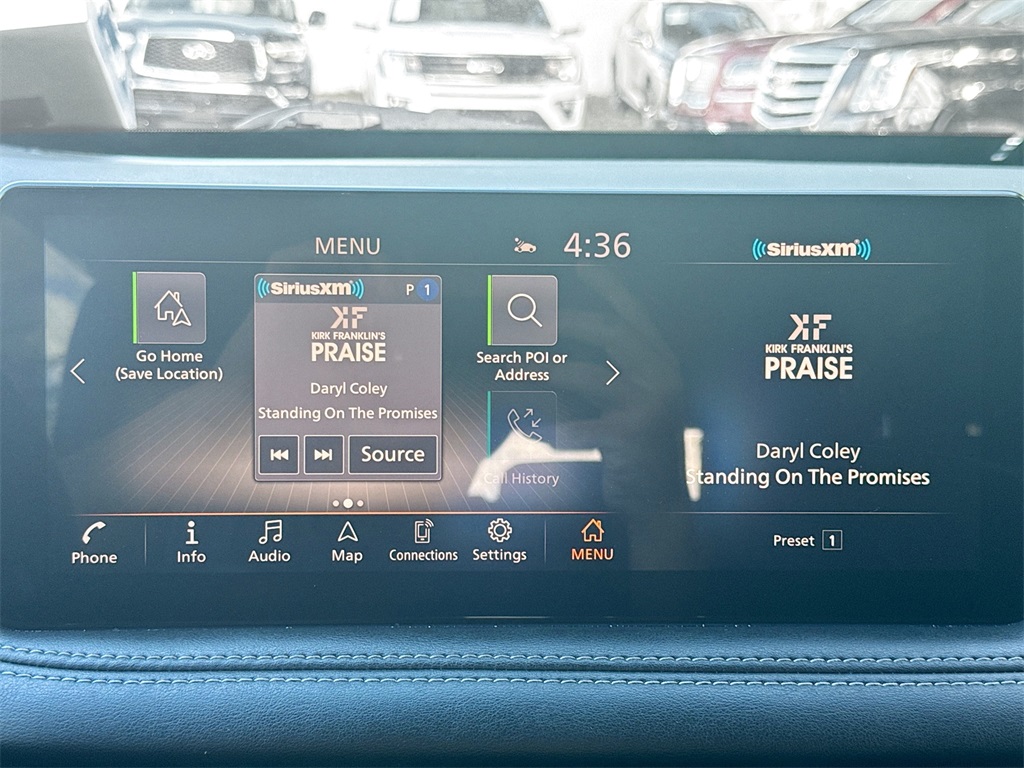 MENU
4:36
SiriusXM
Go Home
(Save Location)
SiriusXM
P 1
KF
KIRK FRANKLIN'S
PRAISE
Daryl Coley
Standing On The Promises
Source
Search POI or
Address
Call History
KF
KIRK FRANKLIN'S
PRAISE
Daryl Coley
Standing On The Promises
Preset 1
Phone
Info
Audio
Map
Connections
Settings
MENU